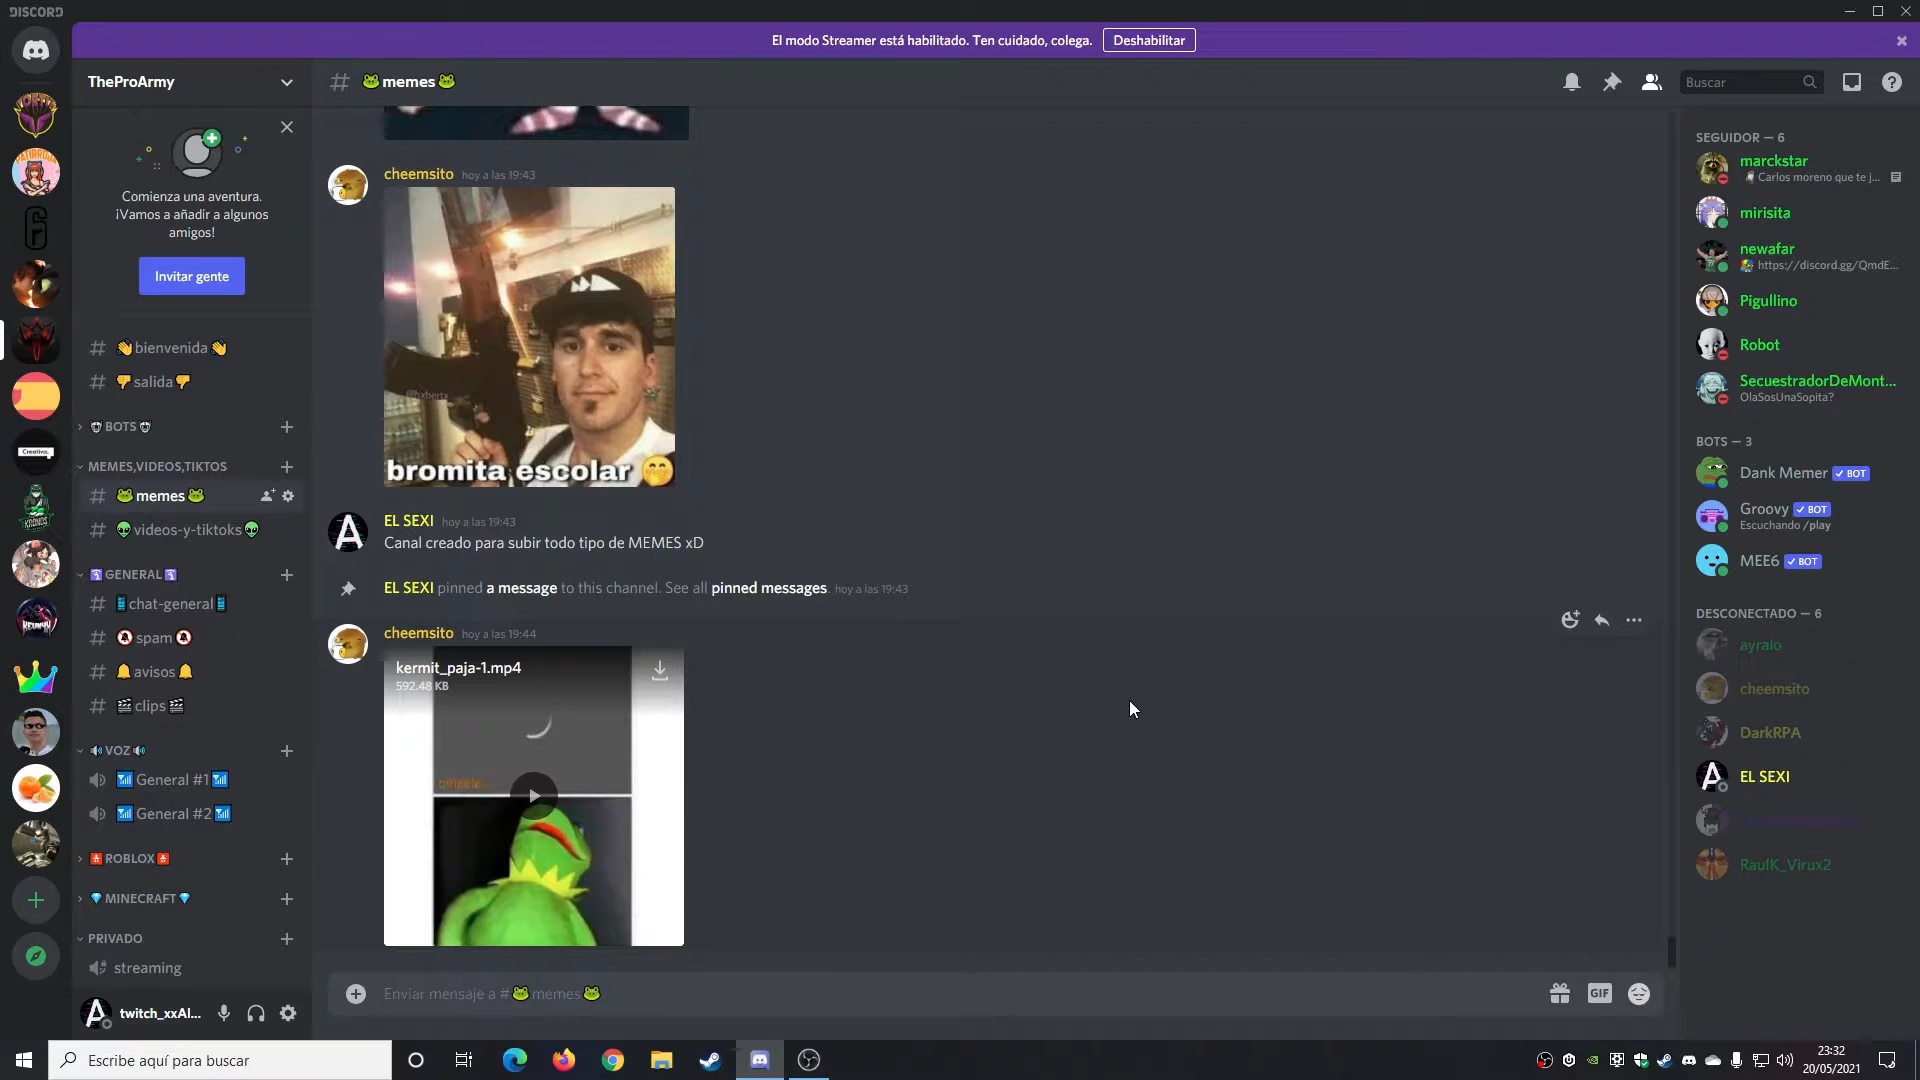 DISCORD
El modo Streamer está habilitado. Ten cuidado, colega.
Deshabilitar
TheProArmy
Comienza una aventura.
¡Vamos a añadir a algunos
amigos!
Invitar gente
# 👋bienvenida👋
# 👎salida👎
BOTS
MEMES,VIDEOS,TIKTOS
# 🐸memes🐸
# 👽videos-y-tiktoks👽
GENERAL
# 📱chat-general📱
# 🔕spam🔕
# 🔔avisos🔔
# 🎬clips🎬
🔊VOZ🔊
📶General #1📶
📶General #2📶
ROBLOX
💎MINECRAFT💎
PRIVADO
streaming
twitch_xxAl...
# 🐸memes🐸
Buscar
cheemsito hoy a las 19:43
bromita escolar 🤭
EL SEXI hoy a las 19:43
Canal creado para subir todo tipo de MEMES xD
EL SEXI pinned a message to this channel. See all pinned messages. hoy a las 19:43
cheemsito hoy a las 19:44
kermit_paja-1.mp4
592.48 KB
Enviar mensaje a #🐸memes🐸
GIF
SEGUIDOR — 6
marckstar
Carlos moreno que te j...
mirisita
newafar
https://discord.gg/QmdE...
Pigullino
Robot
SecuestradorDeMont...
OlaSosUnaSopita?
BOTS — 3
Dank Memer ✓ BOT
Groovy ✓ BOT
Escuchando /play
MEE6 ✓ BOT
DESCONECTADO — 6
ayraio
cheemsito
DarkRPA
EL SEXI
RaulK_Virux2
Creativa.
KRONOS
Escribe aquí para buscar
23:32
20/05/2021